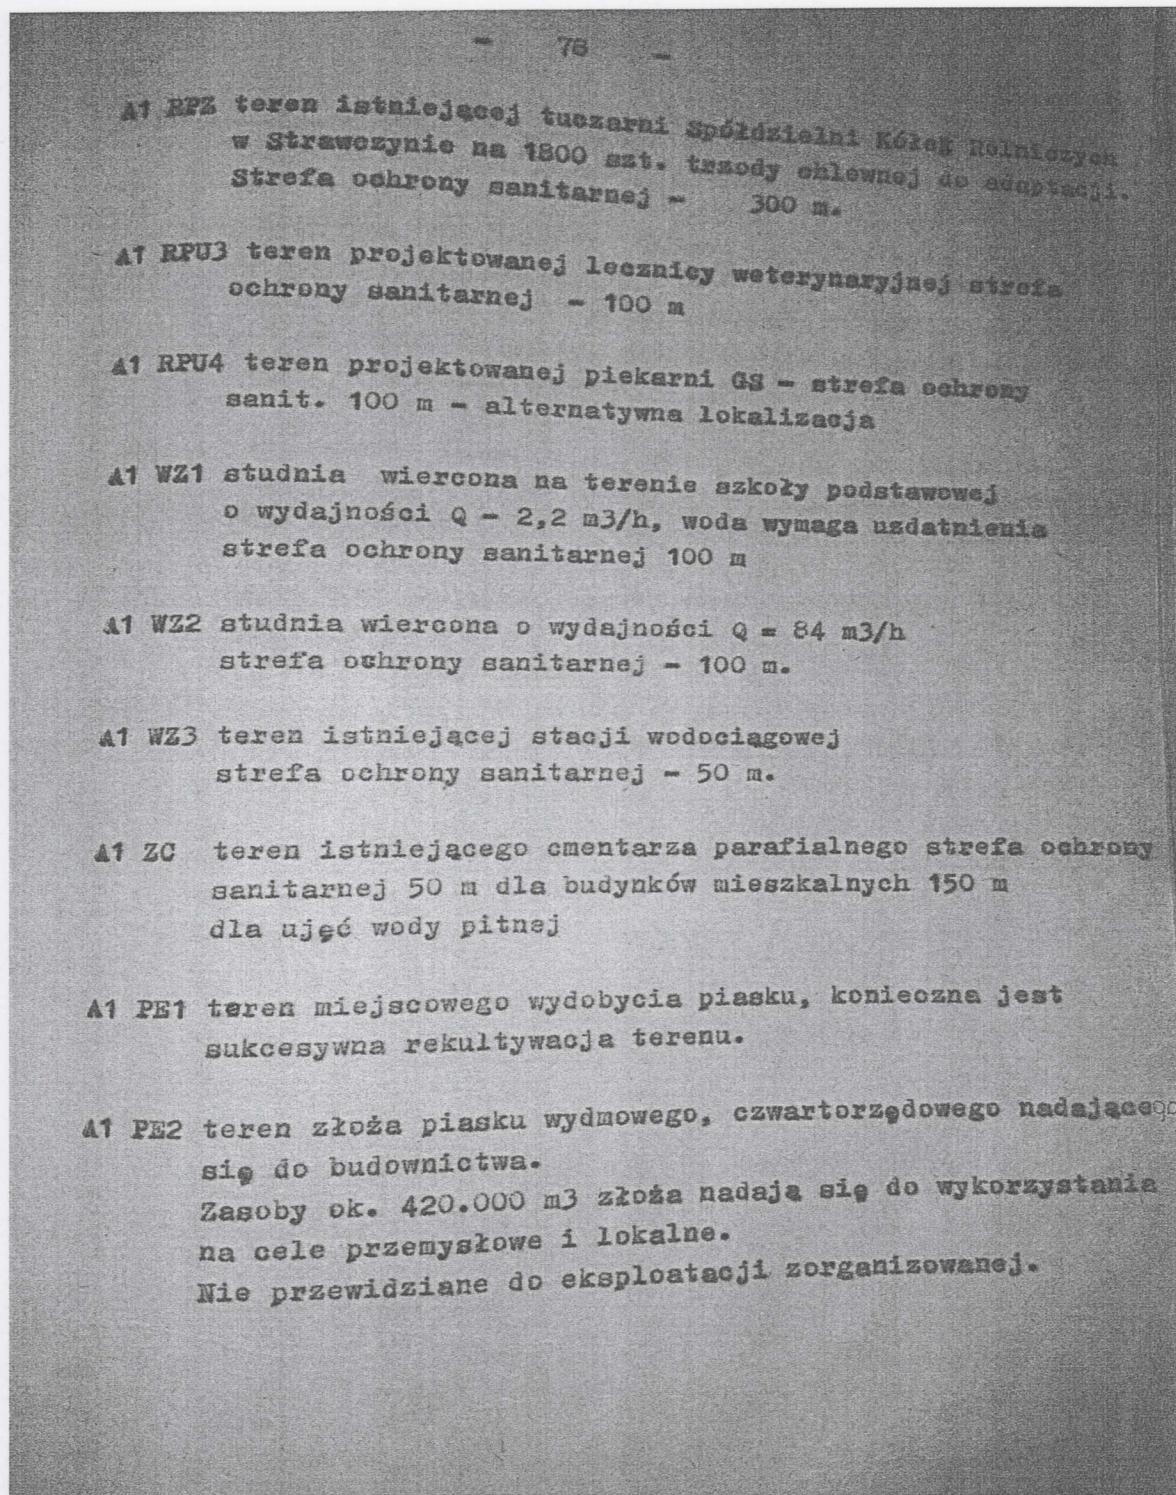 - 78 -
A1 RPZ teren istniejącej tuczarni Spółdzielni Kółek Rolniczych
w Strawczynie na 1800 szt. trzody chlewnej do adaptacji.
Strefa ochrony sanitarnej - 300 m.
A1 RPU3 teren projektowanej lecznicy weterynaryjnej strefa
ochrony sanitarnej - 100 m
A1 RPU4 teren projektowanej piekarni GS - strefa ochrony
sanit. 100 m - alternatywna lokalizacja
A1 WZ1 studnia wiercona na terenie szkoły podstawowej
o wydajności Q - 2,2 m3/h, woda wymaga uzdatnienia
strefa ochrony sanitarnej 100 m
A1 WZ2 studnia wiercona o wydajności Q = 84 m3/h
strefa ochrony sanitarnej - 100 m.
A1 WZ3 teren istniejącej stacji wodociągowej
strefa ochrony sanitarnej - 50 m.
A1 ZC teren istniejącego cmentarza parafialnego strefa ochrony
sanitarnej 50 m dla budynków mieszkalnych 150 m
dla ujęć wody pitnej
A1 PE1 teren miejscowego wydobycia piasku, konieczna jest
sukcesywna rekultywacja terenu.
A1 PE2 teren złoża piasku wydmowego, czwartorzędowego nadającego
się do budownictwa.
Zasoby ok. 420.000 m3 złoża nadają się do wykorzystania
na cele przemysłowe i lokalne.
Nie przewidziane do eksploatacji zorganizowanej.